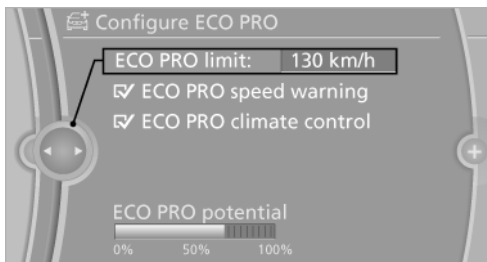 Configure ECO PRO
ECO PRO limit: 130 km/h
ECO PRO speed warning
ECO PRO climate control
ECO PRO potential
0% 50% 100%